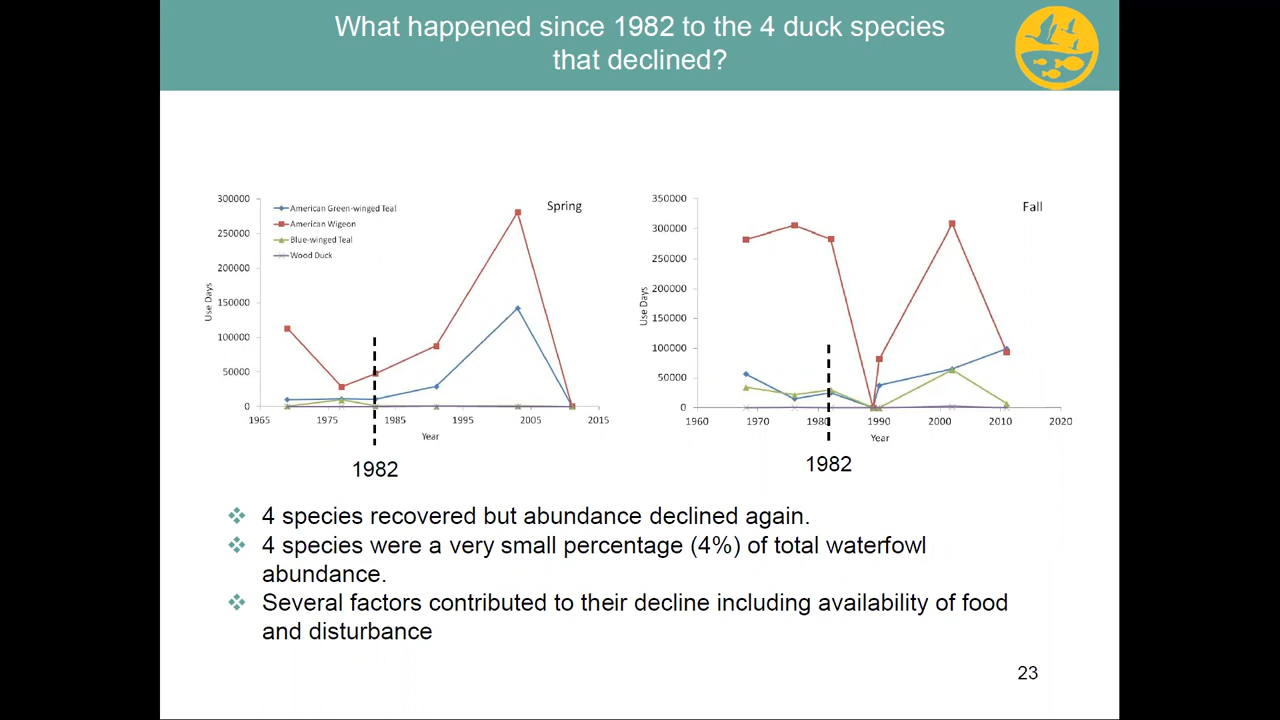 What happened since 1982 to the 4 duck species
that declined?
300000
250000
200000
150000
100000
50000
0
Use Days
American Green-winged Teal
American Wigeon
Blue-winged Teal
Wood Duck
Spring
1965
1975
1985
1995
2005
2015
Year
1982
350000
300000
250000
200000
150000
100000
50000
0
Use Days
Fall
1960
1970
1980
1990
2000
2010
2020
Year
1982
4 species recovered but abundance declined again.
4 species were a very small percentage (4%) of total waterfowl
abundance.
Several factors contributed to their decline including availability of food
and disturbance
23